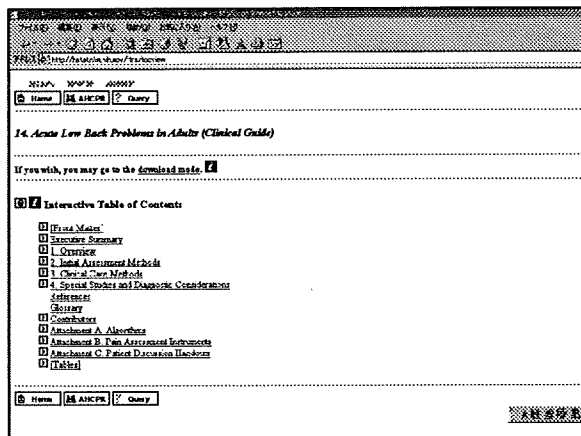 Home AHCPR ? Query
14. Acute Low Back Problems in Adults (Clinical Guide)
If you wish, you may go to the download mode.
Interactive Table of Contents
[Front Matter]
Executive Summary
1. Overview
2. Initial Assessment Methods
3. Clinical Care Methods
4. Special Studies and Diagnostic Considerations
References
Glossary
Contributors
Attachment A. Algorithms
Attachment B. Pain Assessment Instruments
Attachment C. Patient Discussion Handouts
[Tables]
Home AHCPR ? Query